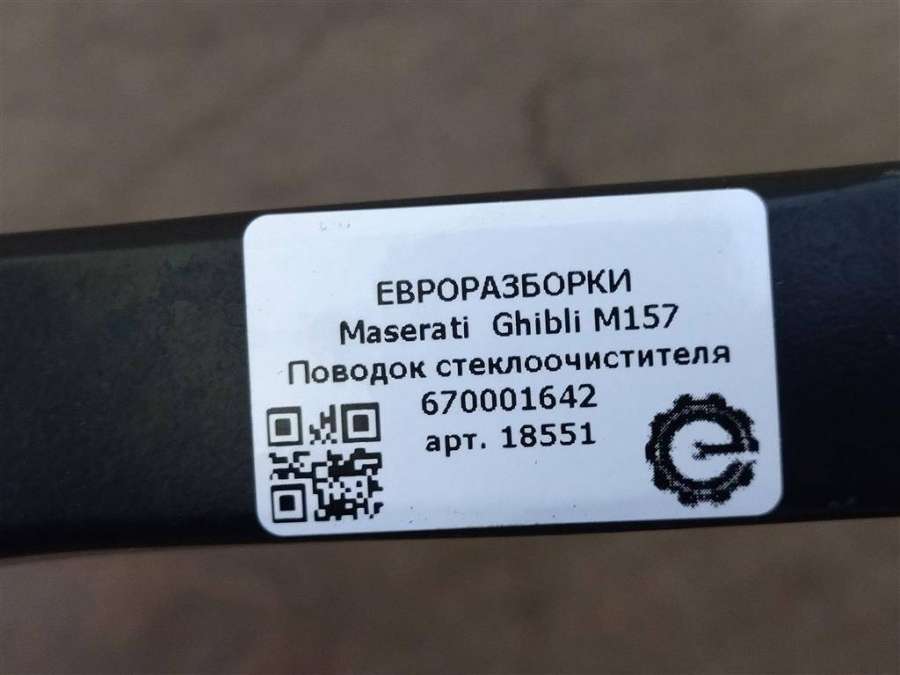 ЕВРОРАЗБОРКИ
Maserati Ghibli M157
Поводок стеклоочистителя
670001642
арт. 18551